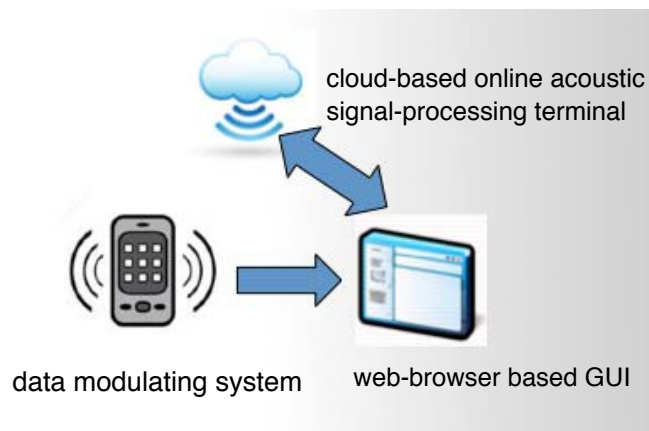 cloud-based online acoustic
signal-processing terminal
data modulating system
web-browser based GUI